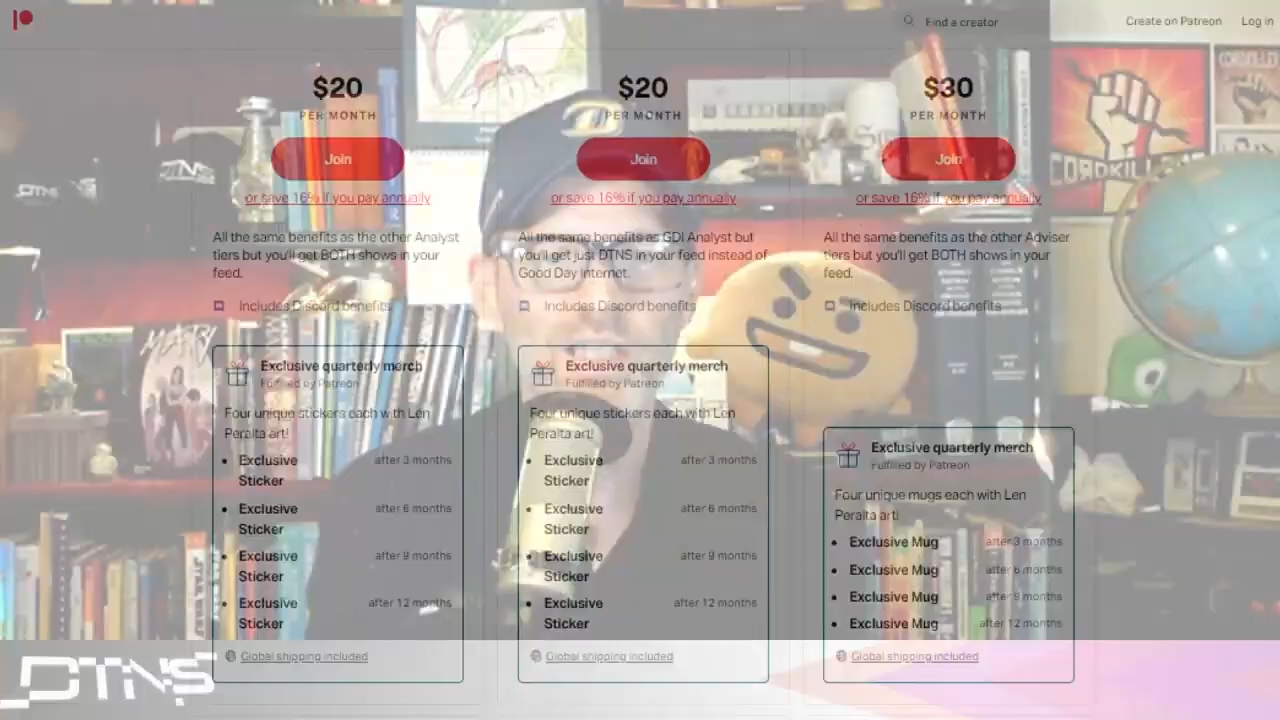 Find a creator
Create on Patreon
Log in
$20
PER MONTH
Join
or save 16% if you pay annually
All the same benefits as the other Analyst
tiers but you'll get BOTH shows in your
feed.
Includes Discord benefits
Exclusive quarterly merch
Fulfilled by Patreon
Four unique stickers each with Len
Peralta art!
Exclusive
Sticker
after 3 months
Exclusive
Sticker
after 6 months
Exclusive
Sticker
after 9 months
Exclusive
Sticker
after 12 months
Global shipping included
$20
PER MONTH
Join
or save 16% if you pay annually
All the same benefits as GDI Analyst but
you'll get just DTNS in your feed instead of
Good Day Internet.
Includes Discord benefits
Exclusive quarterly merch
Fulfilled by Patreon
Four unique stickers each with Len
Peralta art!
Exclusive
Sticker
after 3 months
Exclusive
Sticker
after 6 months
Exclusive
Sticker
after 9 months
Exclusive
Sticker
after 12 months
Global shipping included
$30
PER MONTH
Join
or save 16% if you pay annually
All the same benefits as the other Adviser
tiers but you'll get BOTH shows in your
feed.
Includes Discord benefits
Exclusive quarterly merch
Fulfilled by Patreon
Four unique mugs each with Len
Peralta art!
Exclusive Mug after 3 months
Exclusive Mug after 6 months
Exclusive Mug after 9 months
Exclusive Mug after 12 months
Global shipping included
DTNS
DTNS
DTNS